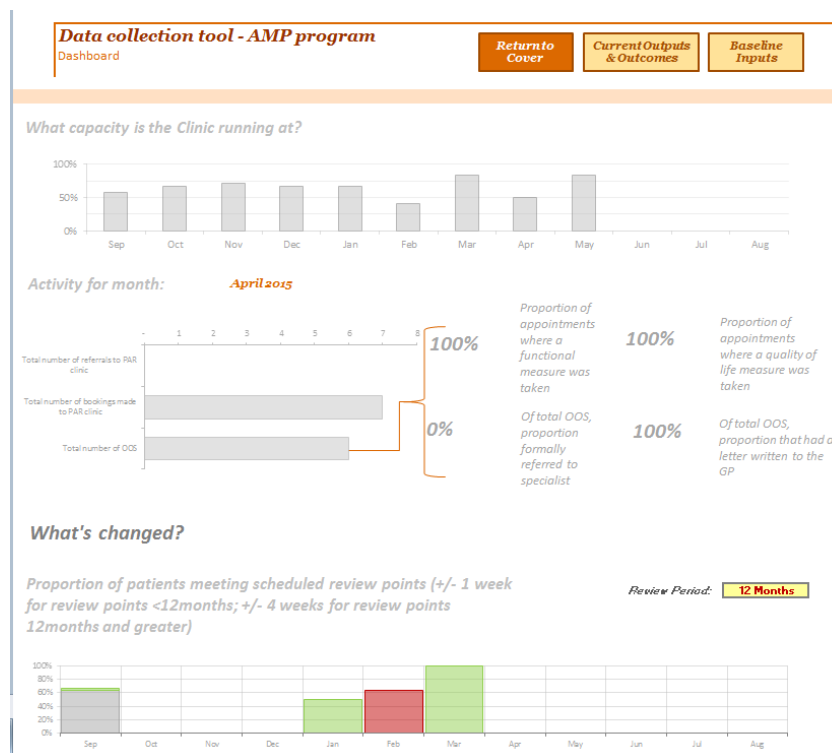 Data collection tool - AMP program
Dashboard
Return to
Cover
Current Outputs
& Outcomes
Baseline
Inputs
What capacity is the Clinic running at?
100%
50%
0%
Sep Oct Nov Dec Jan Feb Mar Apr May Jun Jul Aug
Activity for month:
April 2015
- 1 2 3 4 5 6 7 8
Total number of referrals to PAR
clinic
Total number of bookings made
to PAR clinic
Total number of OOS
100%
Proportion of
appointments
where a
functional
measure was
taken
100%
Proportion of
appointments
where a quality of
life measure was
taken
0%
Of total OOS,
proportion
formally
referred to
specialist
100%
Of total OOS,
proportion that had a
letter written to the
GP
What's changed?
Proportion of patients meeting scheduled review points (+/- 1 week
for review points <12months; +/- 4 weeks for review points
12months and greater)
Review Period:
12 Months
100%
80%
60%
40%
20%
0%
Sep Oct Nov Dec Jan Feb Mar Apr May Jun Jul Aug